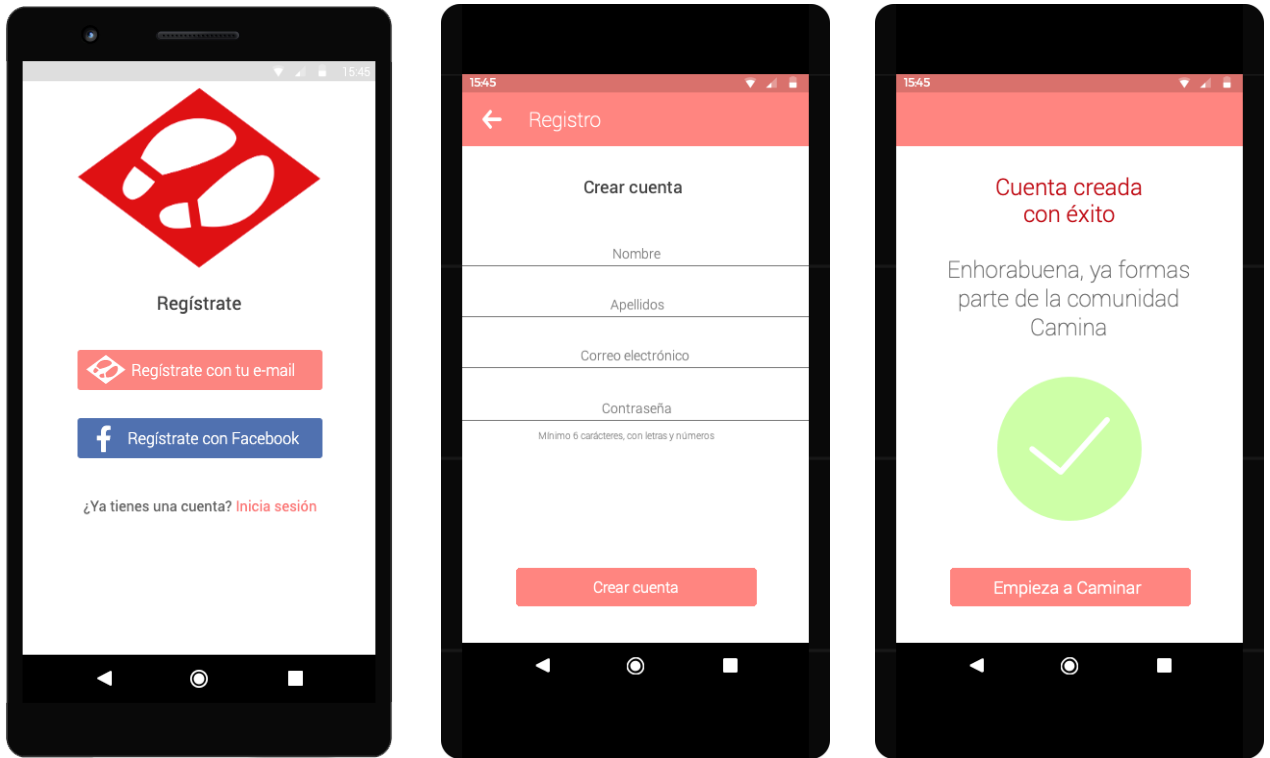 15:45
Regístrate
Regístrate con tu e-mail
f Regístrate con Facebook
¿Ya tienes una cuenta? Inicia sesión
15:45
Registro
Crear cuenta
Nombre
Apellidos
Correo electrónico
Contraseña
Mínimo 6 carácteres, con letras y números
Crear cuenta
15:45
Cuenta creada
con éxito
Enhorabuena, ya formas
parte de la comunidad
Camina
Empieza a Caminar